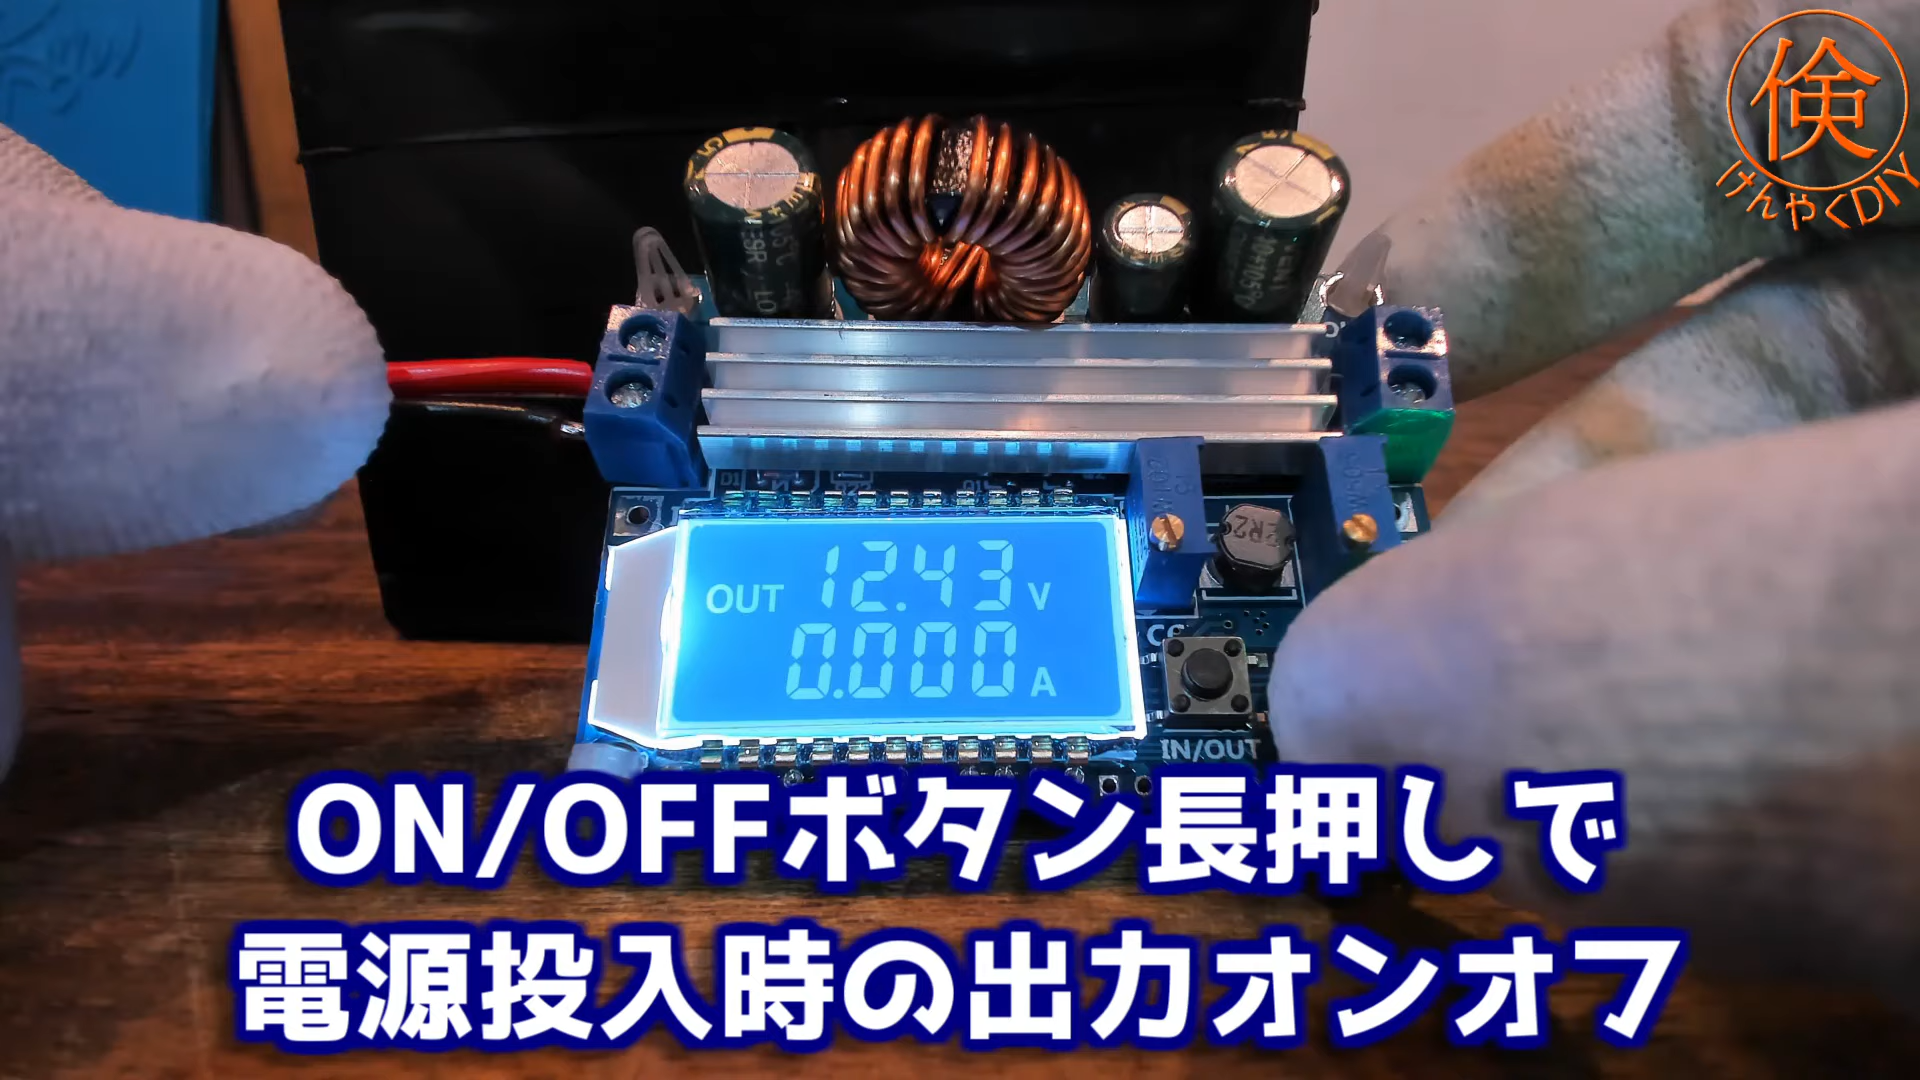 倹
けんやくDIY
OUT 12.43 V
0.000 A
IN/OUT
ON/OFFボタン長押しで
電源投入時の出力オンオフ